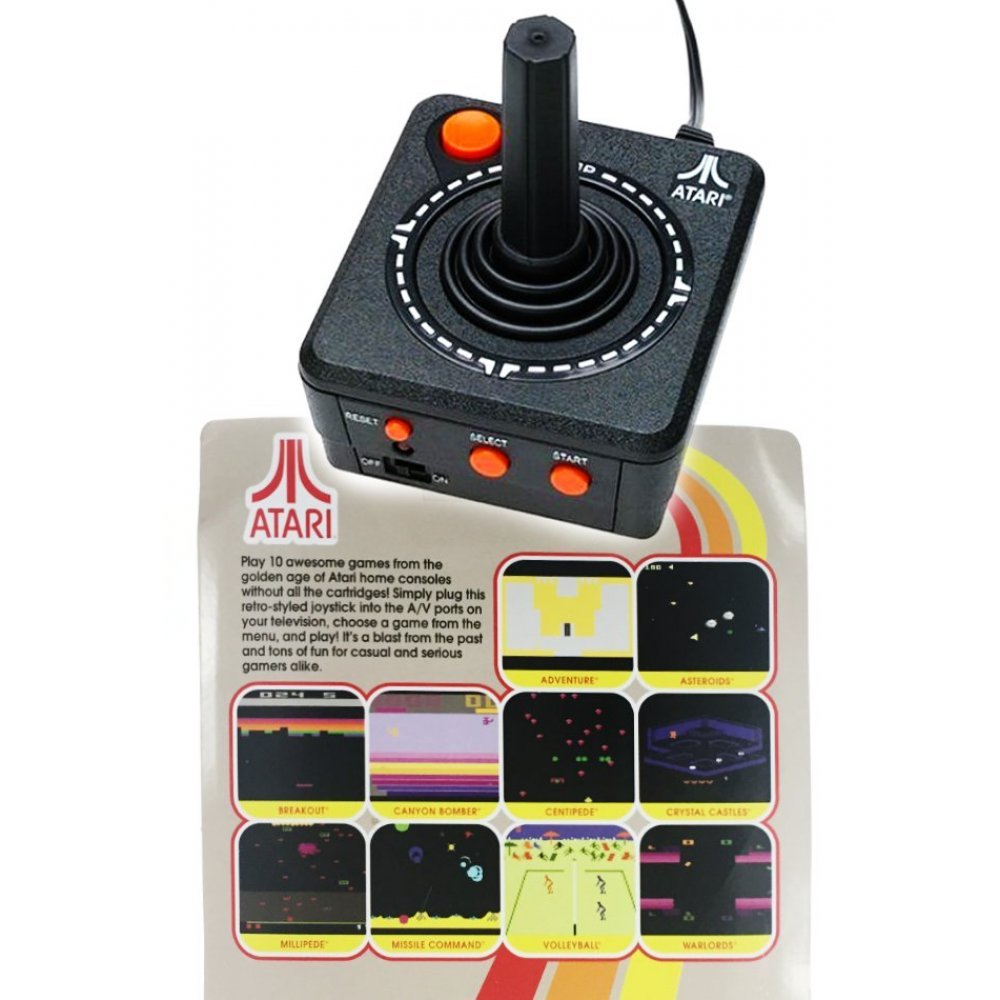 ATARI®
RESET
SELECT
START
OFF
ON
ATARI
Play 10 awesome games from the
golden age of Atari home consoles
without all the cartridges! Simply plug this
retro-styled joystick into the A/V ports on
your television, choose a game from the
menu, and play! It's a blast from the past
and tons of fun for casual and serious
gamers alike.
ADVENTURE
ASTEROIDS
024 5
BREAKOUT
CANYON BOMBER
CENTIPEDE
CRYSTAL CASTLES
MILLIPEDE
MISSILE COMMAND
VOLLEYBALL
WARLORDS